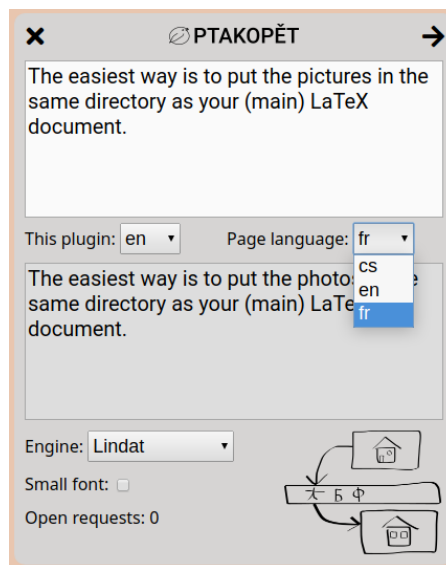 PTAKOPĚT
The easiest way is to put the pictures in the
same directory as your (main) LaTeX
document.
This plugin: en Page language: fr
cs
en
fr
The easiest way is to put the photos
same directory as your (main) LaTe
document.
Engine: Lindat
Small font:
Open requests: 0
大 Б Ф